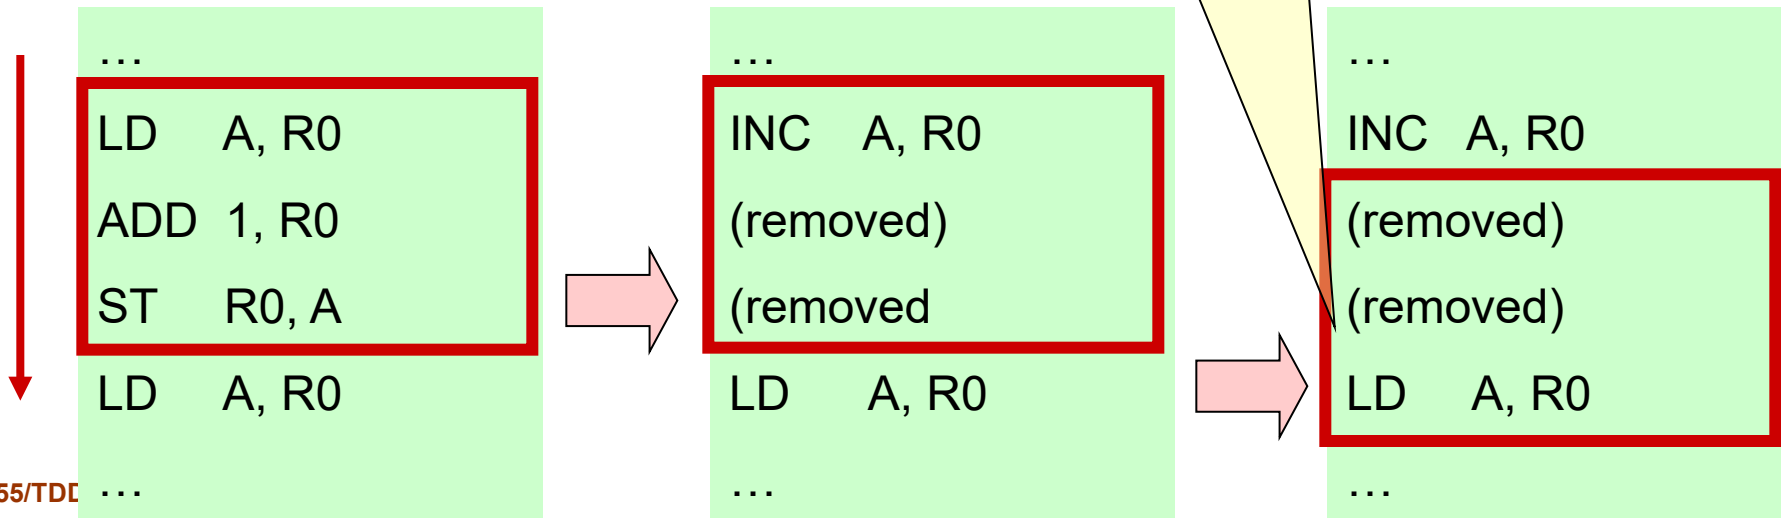 …
LD A, R0
ADD 1, R0
ST R0, A
LD A, R0
…
…
INC A, R0
(removed)
(removed
LD A, R0
…
…
INC A, R0
(removed)
(removed)
LD A, R0
…
55/TDD